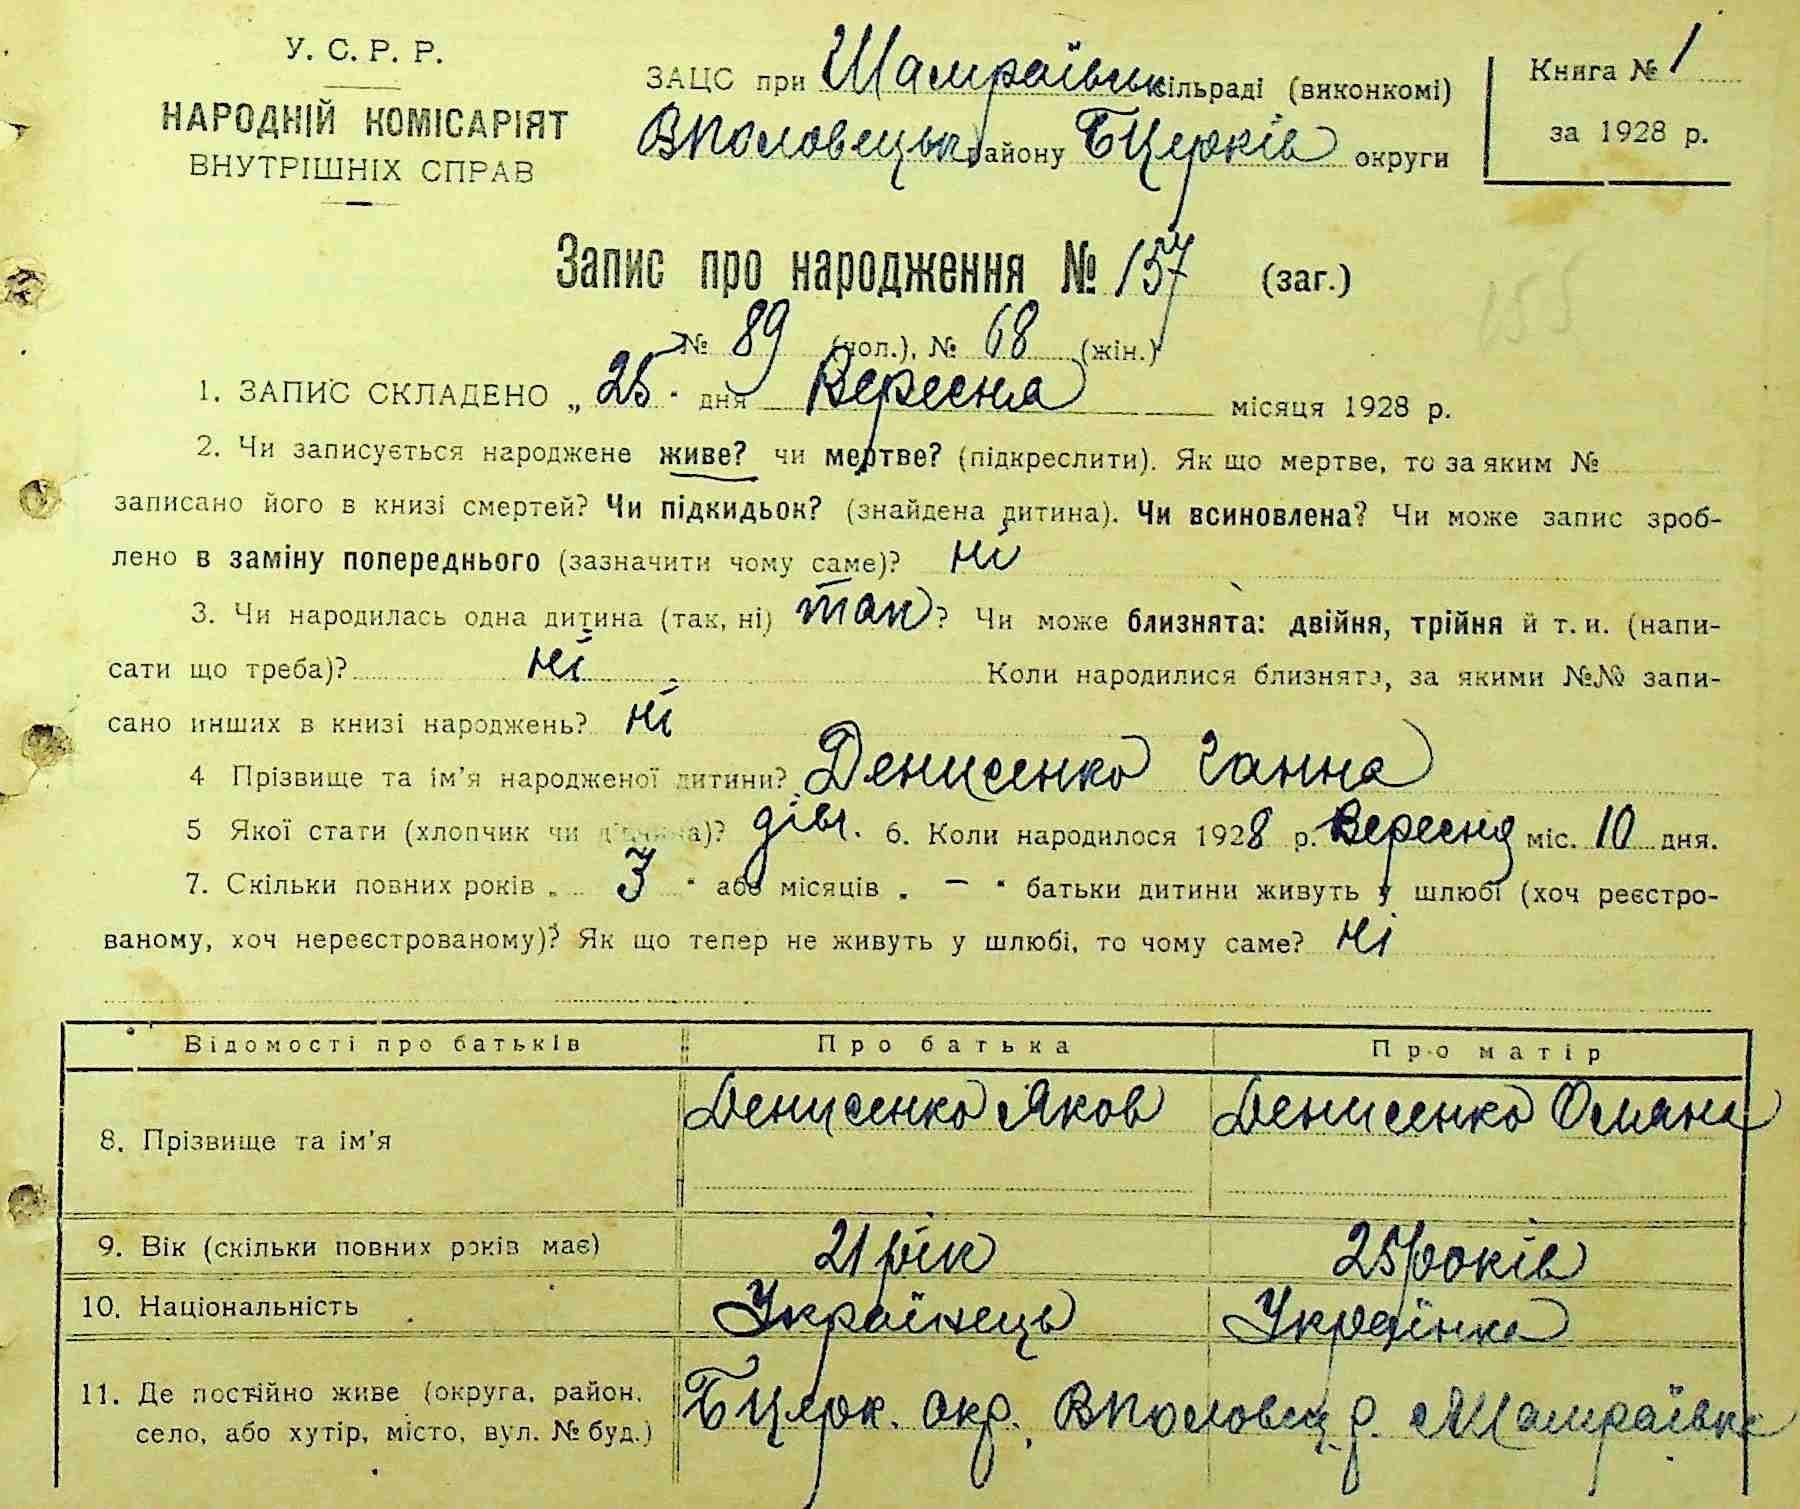 У. С. Р. Р.
НАРОДНІЙ КОМІСАРІЯТ
ВНУТРІШНІХ СПРАВ
ЗАЦС при Шамраївськ сільраді (виконкомі)
ВПоловецьк району БЦерків округи
Книга № 1
за 1928 р.
Запис про народження № 157 (заг.)
№ 89 (чол.), № 68 (жін.)
1. ЗАПИС СКЛАДЕНО „ 25 " дня Вересня місяця 1928 р.
2. Чи записується народжене живе? чи мертве? (підкреслити). Як що мертве, то за яким №
записано його в книзі смертей? Чи підкидьок? (знайдена дитина). Чи всиновлена? Чи може запис зроб-
лено в заміну попереднього (зазначити чому саме)? ні
3. Чи народилась одна дитина (так, ні) так? Чи може близнята: двійня, трійня й т. и. (напи-
сати що треба)? ні Коли народилися близнята, за якими №№ запи-
сано инших в книзі народжень? ні
4 Прізвище та ім'я народженої дитини? Денисенко Ганна
5 Якої стати (хлопчик чи дівчина)? дівч. 6. Коли народилося 1928 р. Вересня міс. 10 дня.
7. Скільки повних років „ 3 " або місяців „ — " батьки дитини живуть у шлюбі (хоч реєстро-
ваному, хоч нереєстрованому)? Як що тепер не живуть у шлюбі, то чому саме? ні
Відомості про батьків Про батька Про матір
8. Прізвище та ім'я Денисенко Яков Денисенко
9. Вік (скільки повних років має) 21 рік 25 років
10. Національність Українець Українка
11. Де постійно живе (округа, район, БЦерк. окр., ВПоловец. р. с Шамраївка
село, або хутір, місто, вул. № буд.)